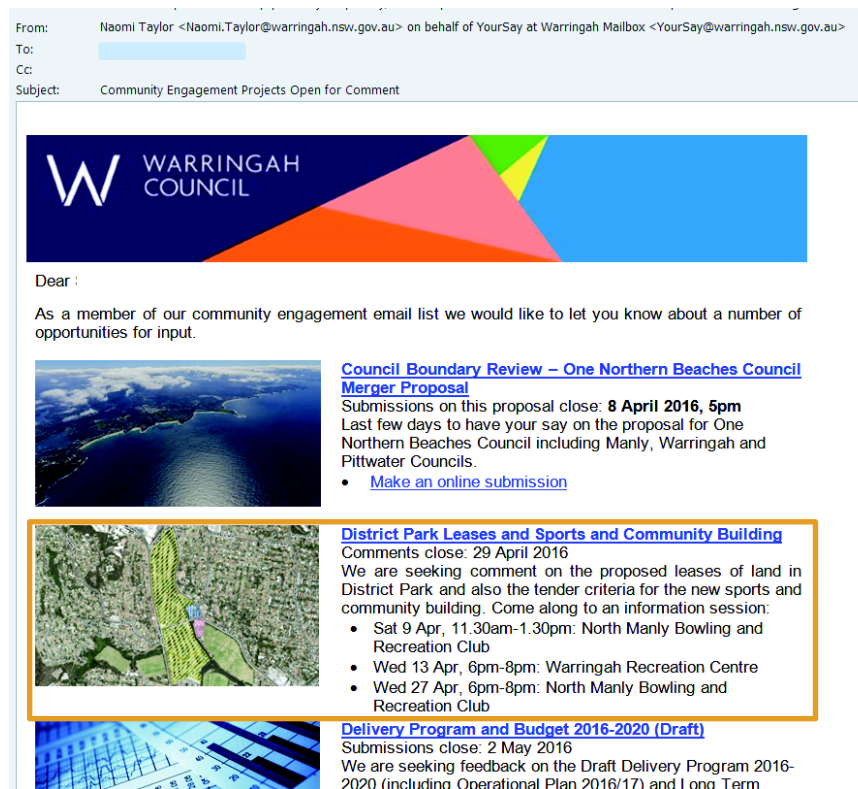 From: Naomi Taylor <Naomi.Taylor@warringah.nsw.gov.au> on behalf of YourSay at Warringah Mailbox <YourSay@warringah.nsw.gov.au>
To:
Cc:
Subject: Community Engagement Projects Open for Comment
WARRINGAH
COUNCIL
Dear
As a member of our community engagement email list we would like to let you know about a number of
opportunities for input.
Council Boundary Review – One Northern Beaches Council
Merger Proposal
Submissions on this proposal close: 8 April 2016, 5pm
Last few days to have your say on the proposal for One
Northern Beaches Council including Manly, Warringah and
Pittwater Councils.
• Make an online submission
District Park Leases and Sports and Community Building
Comments close: 29 April 2016
We are seeking comment on the proposed leases of land in
District Park and also the tender criteria for the new sports and
community building. Come along to an information session:
• Sat 9 Apr, 11.30am-1.30pm: North Manly Bowling and
Recreation Club
• Wed 13 Apr, 6pm-8pm: Warringah Recreation Centre
• Wed 27 Apr, 6pm-8pm: North Manly Bowling and
Recreation Club
Delivery Program and Budget 2016-2020 (Draft)
Submissions close: 2 May 2016
We are seeking feedback on the Draft Delivery Program 2016-
2020 (including Operational Plan 2016/17) and Long Term